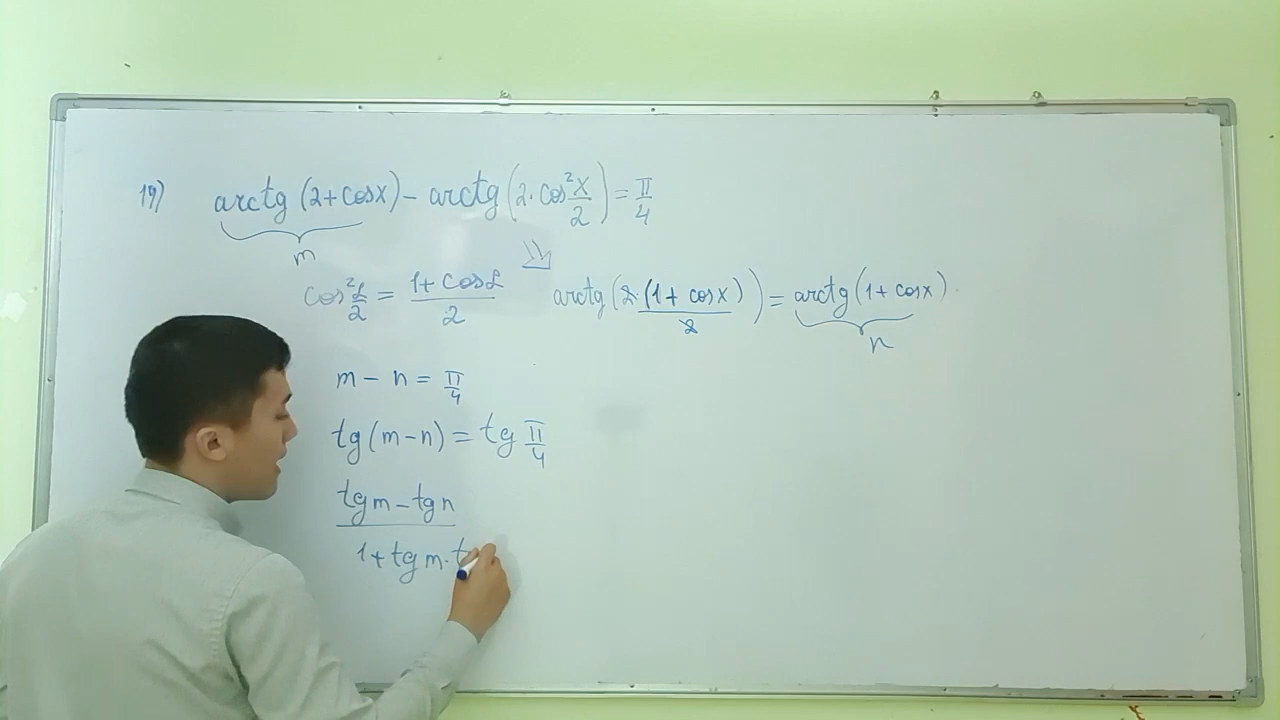 19) arctg (2+cosx) - arctg (2·cos²x/2) = π/4
m
cos²α/2 = (1+cosα)/2 arctg (2·(1+cosx)/2) = arctg (1+cosx)
n
m - n = π/4
tg (m-n) = tg π/4
tgm - tgn
1+tgm·t